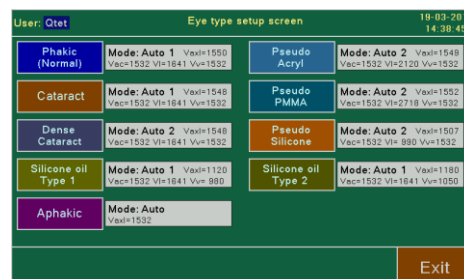 User: Qtet
Eye type setup screen
19-03-20
14:38:45
Phakic
(Normal)
Mode: Auto 1 Vaxl=1550
Vac=1532 Vl=1641 Vv=1532
Pseudo
Acryl
Mode: Auto 2 Vaxl=1549
Vac=1532 Vl=2120 Vv=1532
Cataract
Mode: Auto 1 Vaxl=1548
Vac=1532 Vl=1641 Vv=1532
Pseudo
PMMA
Mode: Auto 2 Vaxl=1552
Vac=1532 Vl=2718 Vv=1532
Dense
Cataract
Mode: Auto 2 Vaxl=1548
Vac=1532 Vl=1641 Vv=1532
Pseudo
Silicone
Mode: Auto 2 Vaxl=1507
Vac=1532 Vl= 990 Vv=1532
Silicone oil
Type 1
Mode: Auto 1 Vaxl=1120
Vac=1532 Vl=1641 Vv= 980
Silicone oil
Type 2
Mode: Auto 1 Vaxl=1180
Vac=1532 Vl=1641 Vv=1050
Aphakic
Mode: Auto
Vaxl=1532
Exit